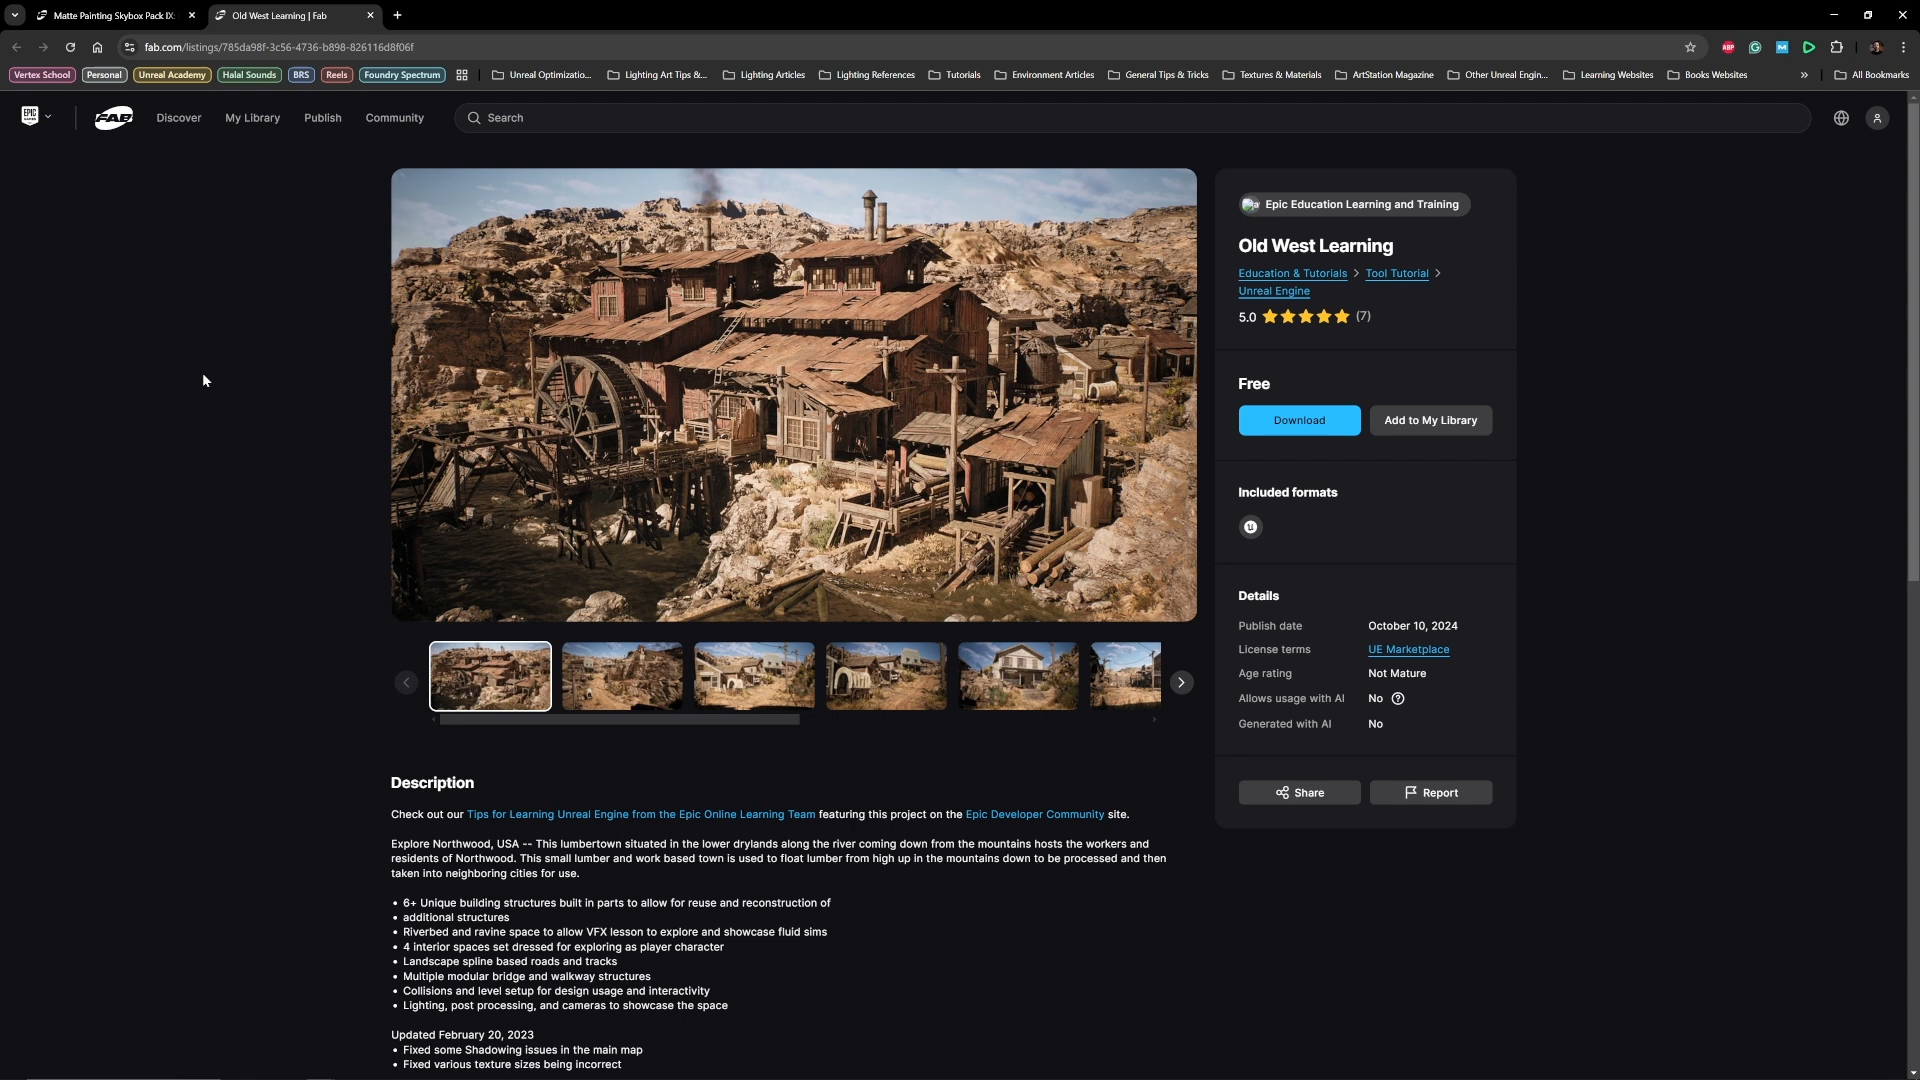 Matte Painting Skybox Pack IX
Old West Learning | Fab
fab.com/listings/785da98f-3c56-4736-b898-826116d8f06f
ABP
Vertex School
Personal
Unreal Academy
Halal Sounds
BRS
Reels
Foundry Spectrum
Unreal Optimizatio...
Lighting Art Tips &...
Lighting Articles
Lighting References
Tutorials
Environment Articles
General Tips & Tricks
Textures & Materials
ArtStation Magazine
Other Unreal Engin...
Learning Websites
Books Websites
All Bookmarks
EPIC
FAB
Discover
My Library
Publish
Community
Search
Epic Education Learning and Training
Old West Learning
Education & Tutorials > Tool Tutorial >
Unreal Engine
5.0 (7)
Free
Download
Add to My Library
Included formats
Details
Publish date October 10, 2024
License terms UE Marketplace
Age rating Not Mature
Allows usage with AI No
Generated with AI No
Share
Report
Description
Check out our Tips for Learning Unreal Engine from the Epic Online Learning Team featuring this project on the Epic Developer Community site.
Explore Northwood, USA -- This lumbertown situated in the lower drylands along the river coming down from the mountains hosts the workers and
residents of Northwood. This small lumber and work based town is used to float lumber from high up in the mountains down to be processed and then
taken into neighboring cities for use.
• 6+ Unique building structures built in parts to allow for reuse and reconstruction of
• additional structures
• Riverbed and ravine space to allow VFX lesson to explore and showcase fluid sims
• 4 interior spaces set dressed for exploring as player character
• Landscape spline based roads and tracks
• Multiple modular bridge and walkway structures
• Collisions and level setup for design usage and interactivity
• Lighting, post processing, and cameras to showcase the space
Updated February 20, 2023
• Fixed some Shadowing issues in the main map
• Fixed various texture sizes being incorrect